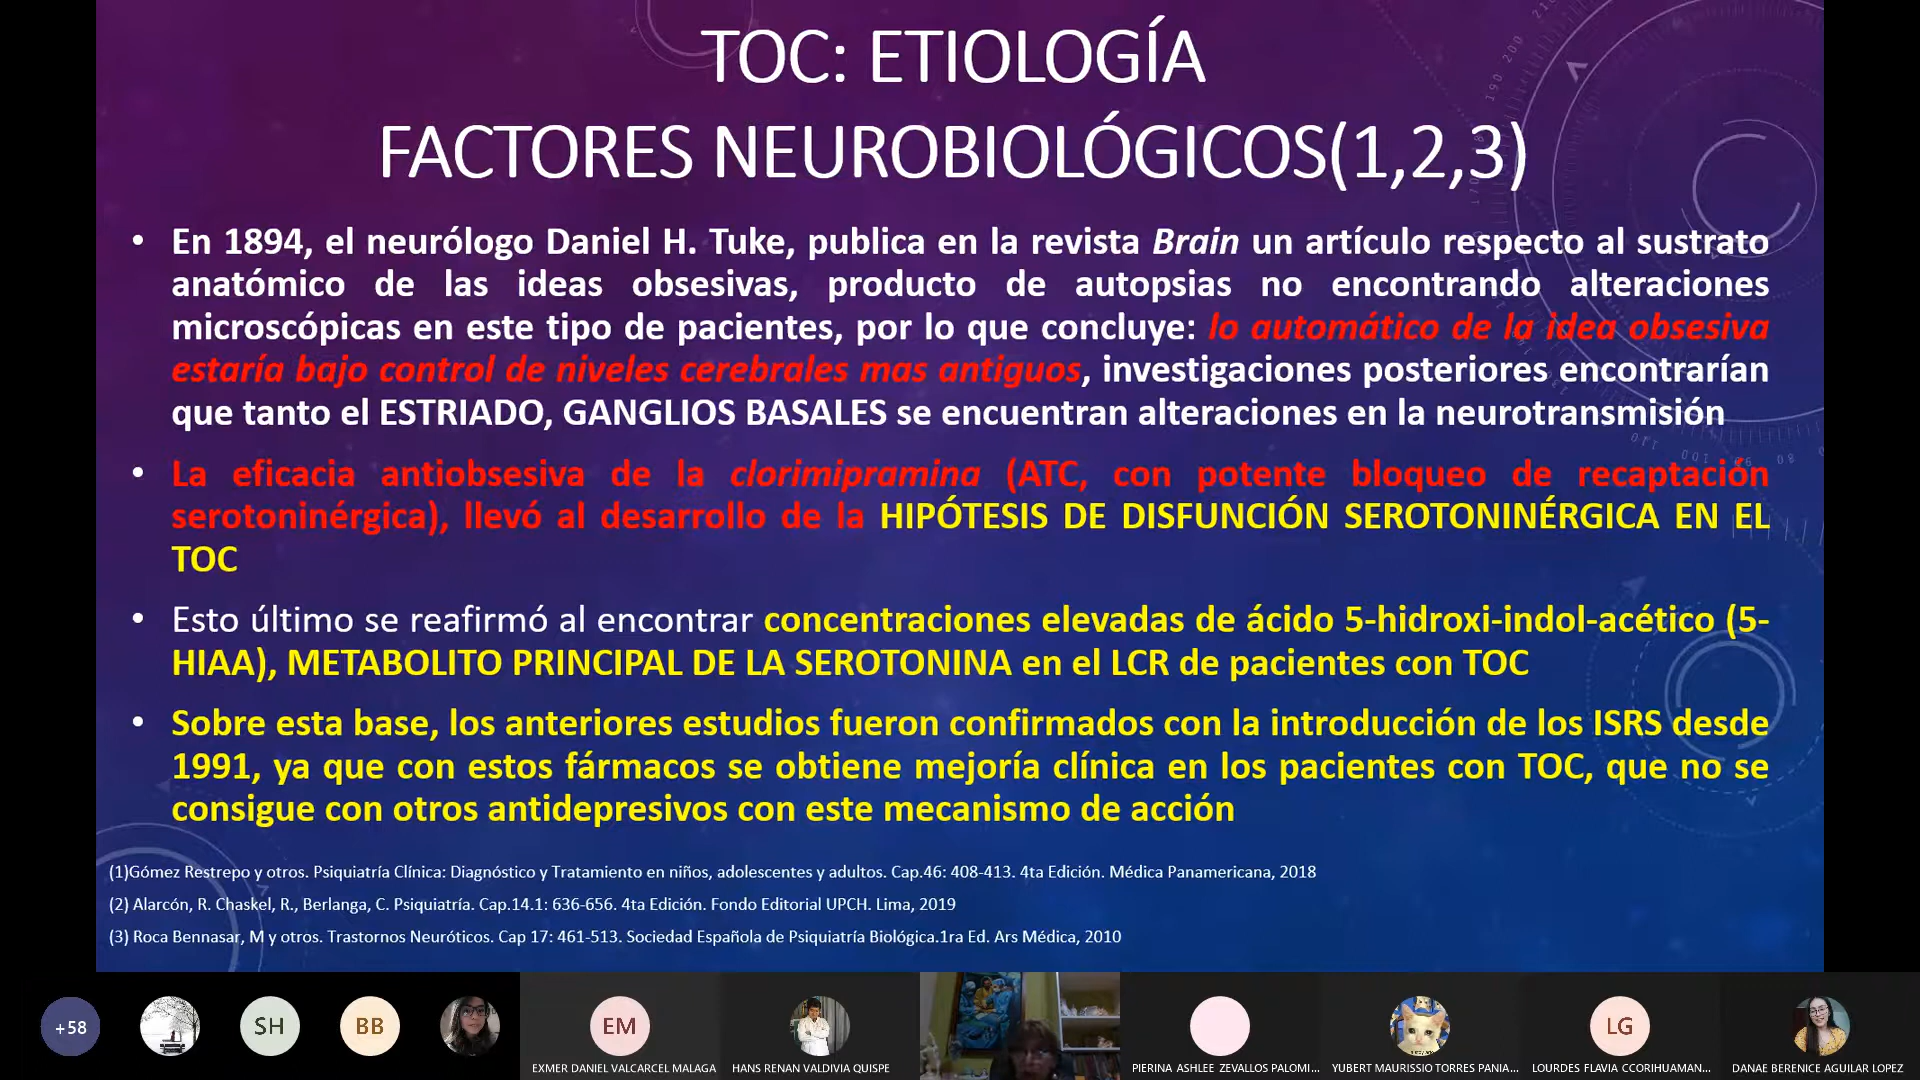 TOC: ETIOLOGÍA
FACTORES NEUROBIOLÓGICOS(1,2,3)
• En 1894, el neurólogo Daniel H. Tuke, publica en la revista Brain un artículo respecto al sustrato
anatómico de las ideas obsesivas, producto de autopsias no encontrando alteraciones
microscópicas en este tipo de pacientes, por lo que concluye: lo automático de la idea obsesiva
estaría bajo control de niveles cerebrales mas antiguos, investigaciones posteriores encontrarían
que tanto el ESTRIADO, GANGLIOS BASALES se encuentran alteraciones en la neurotransmisión
• La eficacia antiobsesiva de la clorimipramina (ATC, con potente bloqueo de recaptación
serotoninérgica), llevó al desarrollo de la HIPÓTESIS DE DISFUNCIÓN SEROTONINÉRGICA EN EL
TOC
• Esto último se reafirmó al encontrar concentraciones elevadas de ácido 5-hidroxi-indol-acético (5-
HIAA), METABOLITO PRINCIPAL DE LA SEROTONINA en el LCR de pacientes con TOC
• Sobre esta base, los anteriores estudios fueron confirmados con la introducción de los ISRS desde
1991, ya que con estos fármacos se obtiene mejoría clínica en los pacientes con TOC, que no se
consigue con otros antidepresivos con este mecanismo de acción
(1)Gómez Restrepo y otros. Psiquiatría Clínica: Diagnóstico y Tratamiento en niños, adolescentes y adultos. Cap.46: 408-413. 4ta Edición. Médica Panamericana, 2018
(2) Alarcón, R. Chaskel, R., Berlanga, C. Psiquiatría. Cap.14.1: 636-656. 4ta Edición. Fondo Editorial UPCH. Lima, 2019
(3) Roca Bennasar, M y otros. Trastornos Neuróticos. Cap 17: 461-513. Sociedad Española de Psiquiatría Biológica.1ra Ed. Ars Médica, 2010
+58 SH BB EM LG
EXMER DANIEL VALCARCEL MALAGA HANS RENAN VALDIVIA QUISPE PIERINA ASHLEE ZEVALLOS PALOMI... YUBERT MAURISSIO TORRES PANIA... LOURDES FLAVIA CCORIHUAMAN... DANAE BERENICE AGUILAR LOPEZ